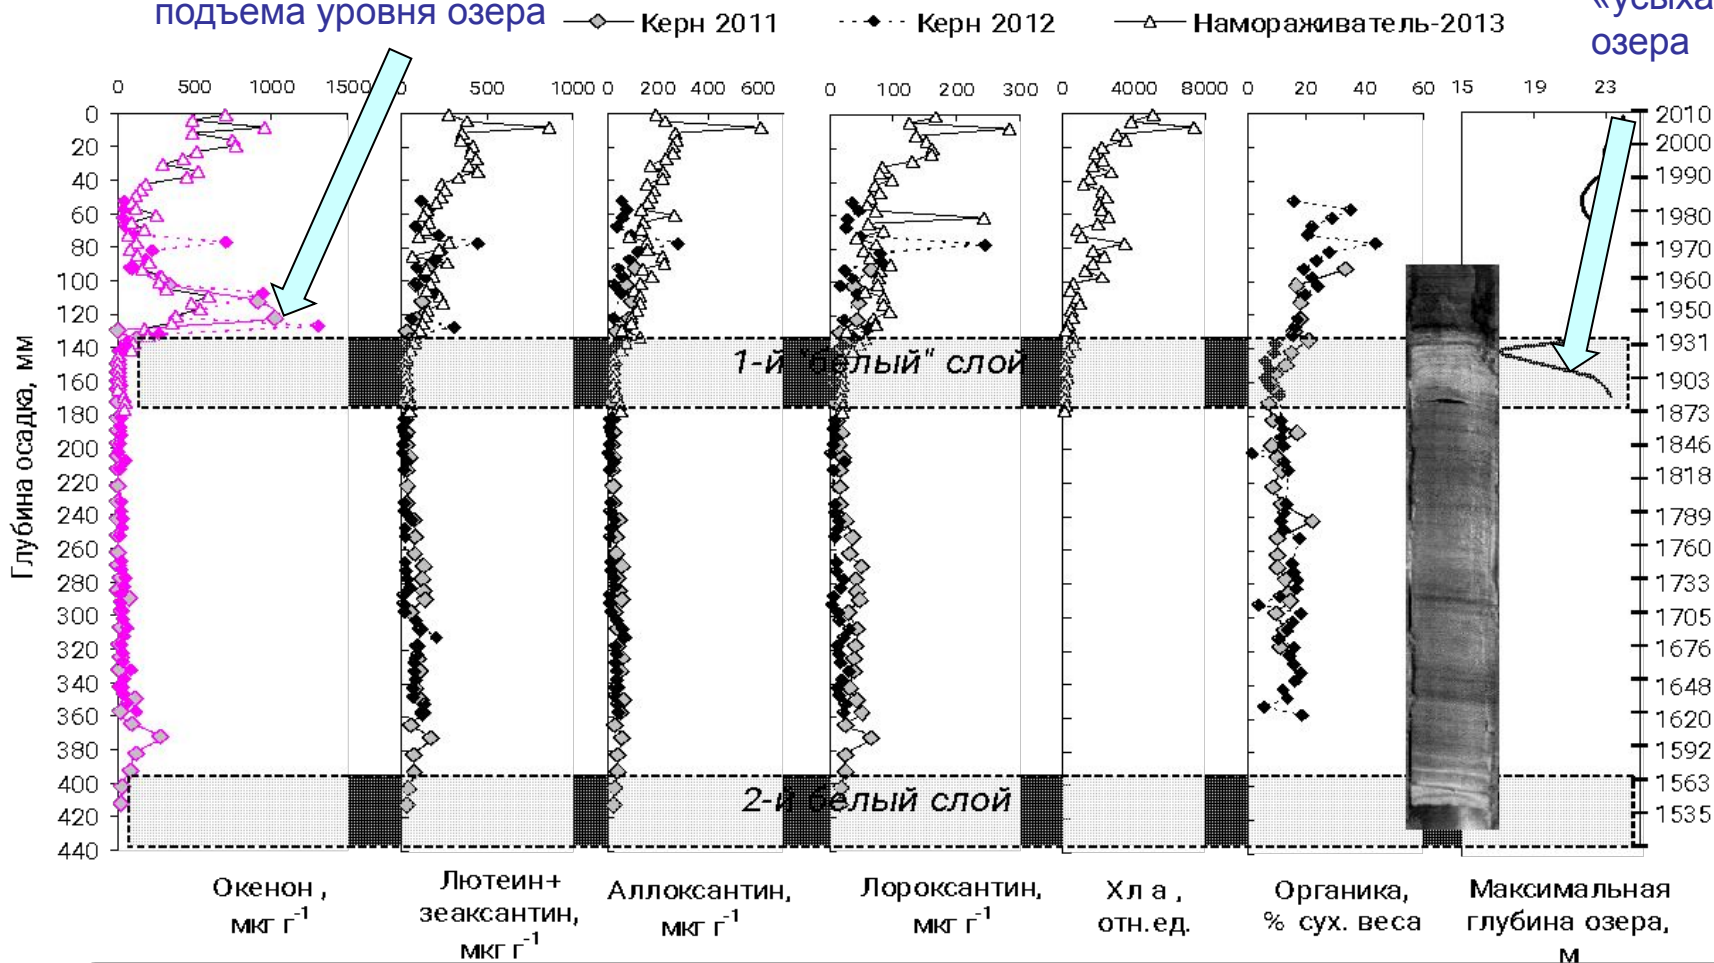 подъема уровня озера
«усыха
озера
Керн 2011
Керн 2012
Намораживатель-2013
0 500 1000 1500
0 500 1000
0 200 400 600
0 100 200 300
0 4000 8000
0 20 40 60
15 19 23
Глубина осадка, мм
0
20
40
60
80
100
120
140
160
180
200
220
240
260
280
300
320
340
360
380
400
420
440
1-й "белый" слой
2-й белый слой
2010
2000
1990
1980
1970
1960
1950
1931
1903
1873
1846
1818
1789
1760
1733
1705
1676
1648
1620
1592
1563
1535
Окенон,
мкг г⁻¹
Лютеин+
зеаксантин,
мкг г⁻¹
Аллоксантин,
мкг г⁻¹
Лороксантин,
мкг г⁻¹
Хл а,
отн.ед.
Органика,
% сух. веса
Максимальная
глубина озера,
м